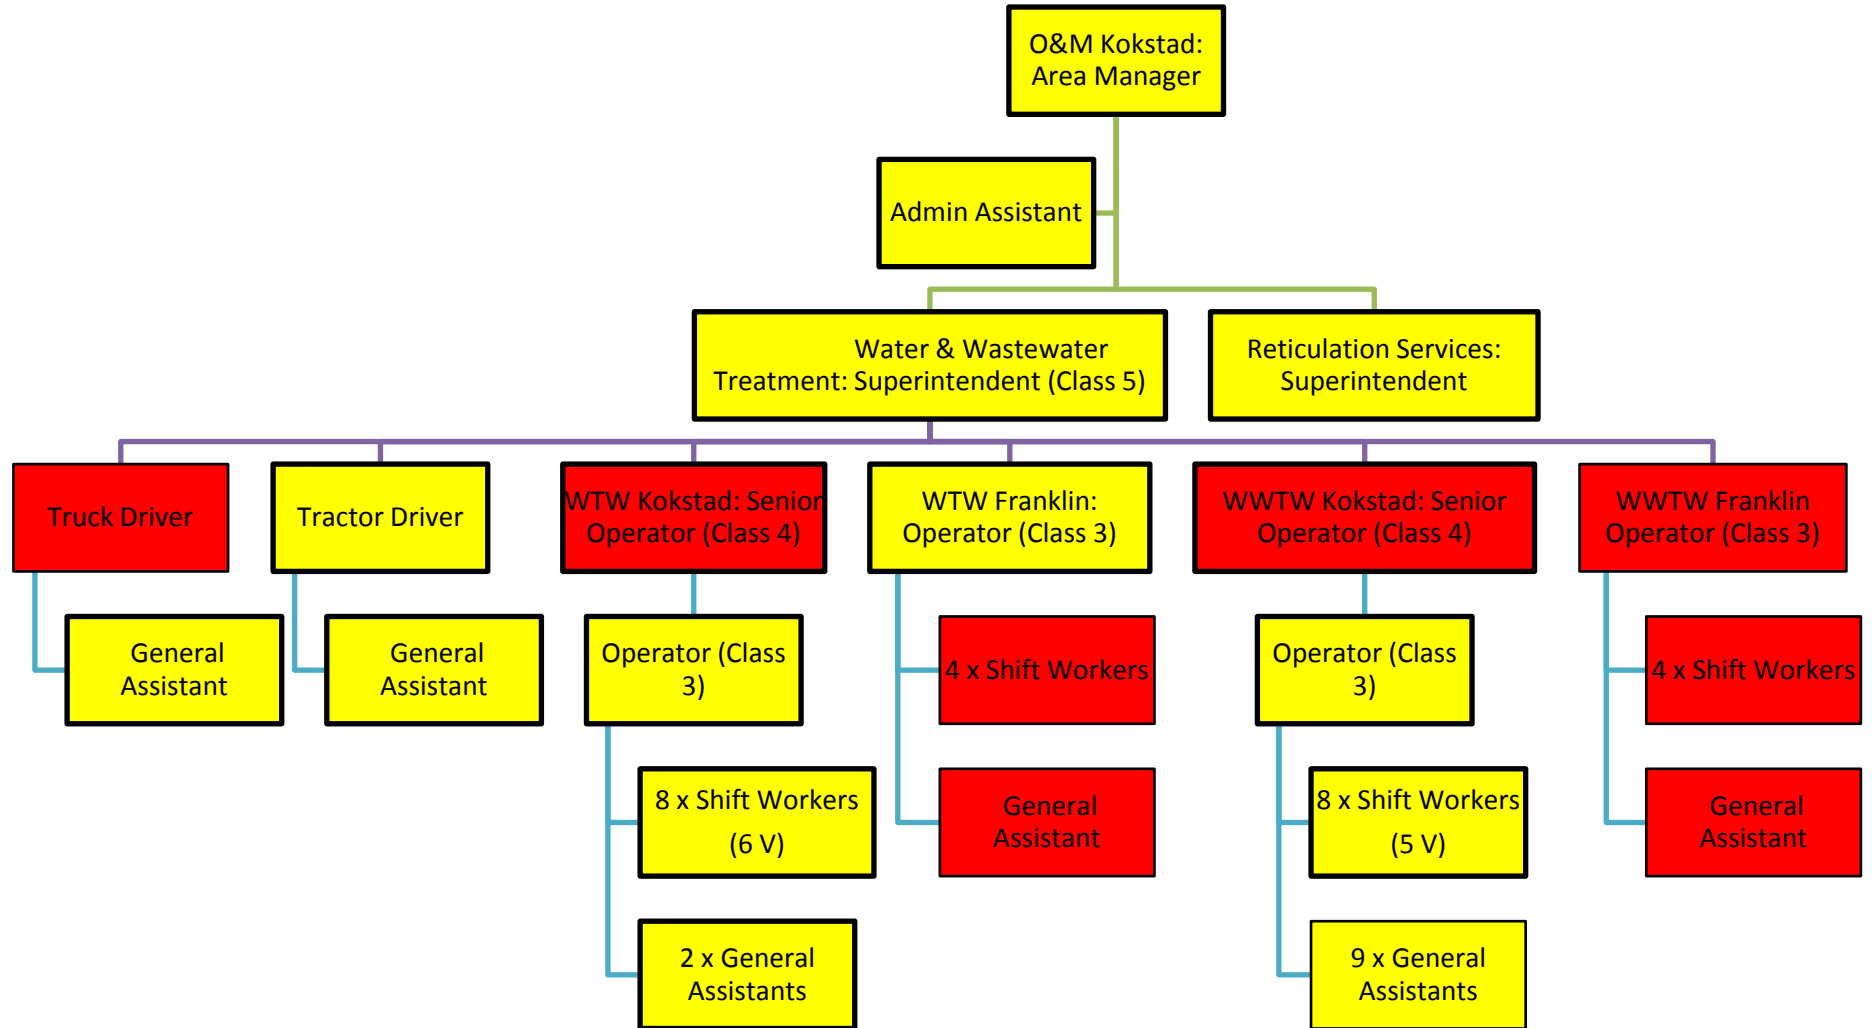 O&M Kokstad:
Area Manager
Admin Assistant
Water & Wastewater
Treatment: Superintendent (Class 5)
Reticulation Services:
Superintendent
Truck Driver
Tractor Driver
WTW Kokstad: Senior
Operator (Class 4)
WTW Franklin:
Operator (Class 3)
WWTW Kokstad: Senior
Operator (Class 4)
WWTW Franklin
Operator (Class 3)
General
Assistant
General
Assistant
Operator (Class
3)
4 x Shift Workers
Operator (Class
3)
4 x Shift Workers
8 x Shift Workers
(6 V)
General
Assistant
8 x Shift Workers
(5 V)
General
Assistant
2 x General
Assistants
9 x General
Assistants